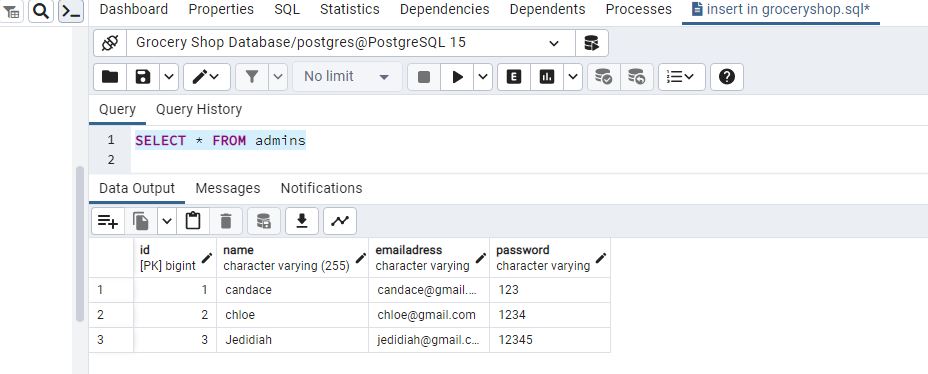 Dashboard Properties SQL Statistics Dependencies Dependents Processes insert in groceryshop.sql*
Grocery Shop Database/postgres@PostgreSQL 15
No limit E
Query Query History
1 SELECT * FROM admins
2
Data Output Messages Notifications
id name emailadress password
[PK] bigint character varying (255) character varying character varying
1 1 candace candace@gmail.... 123
2 2 chloe chloe@gmail.com 1234
3 3 Jedidiah jedidiah@gmail.c... 12345